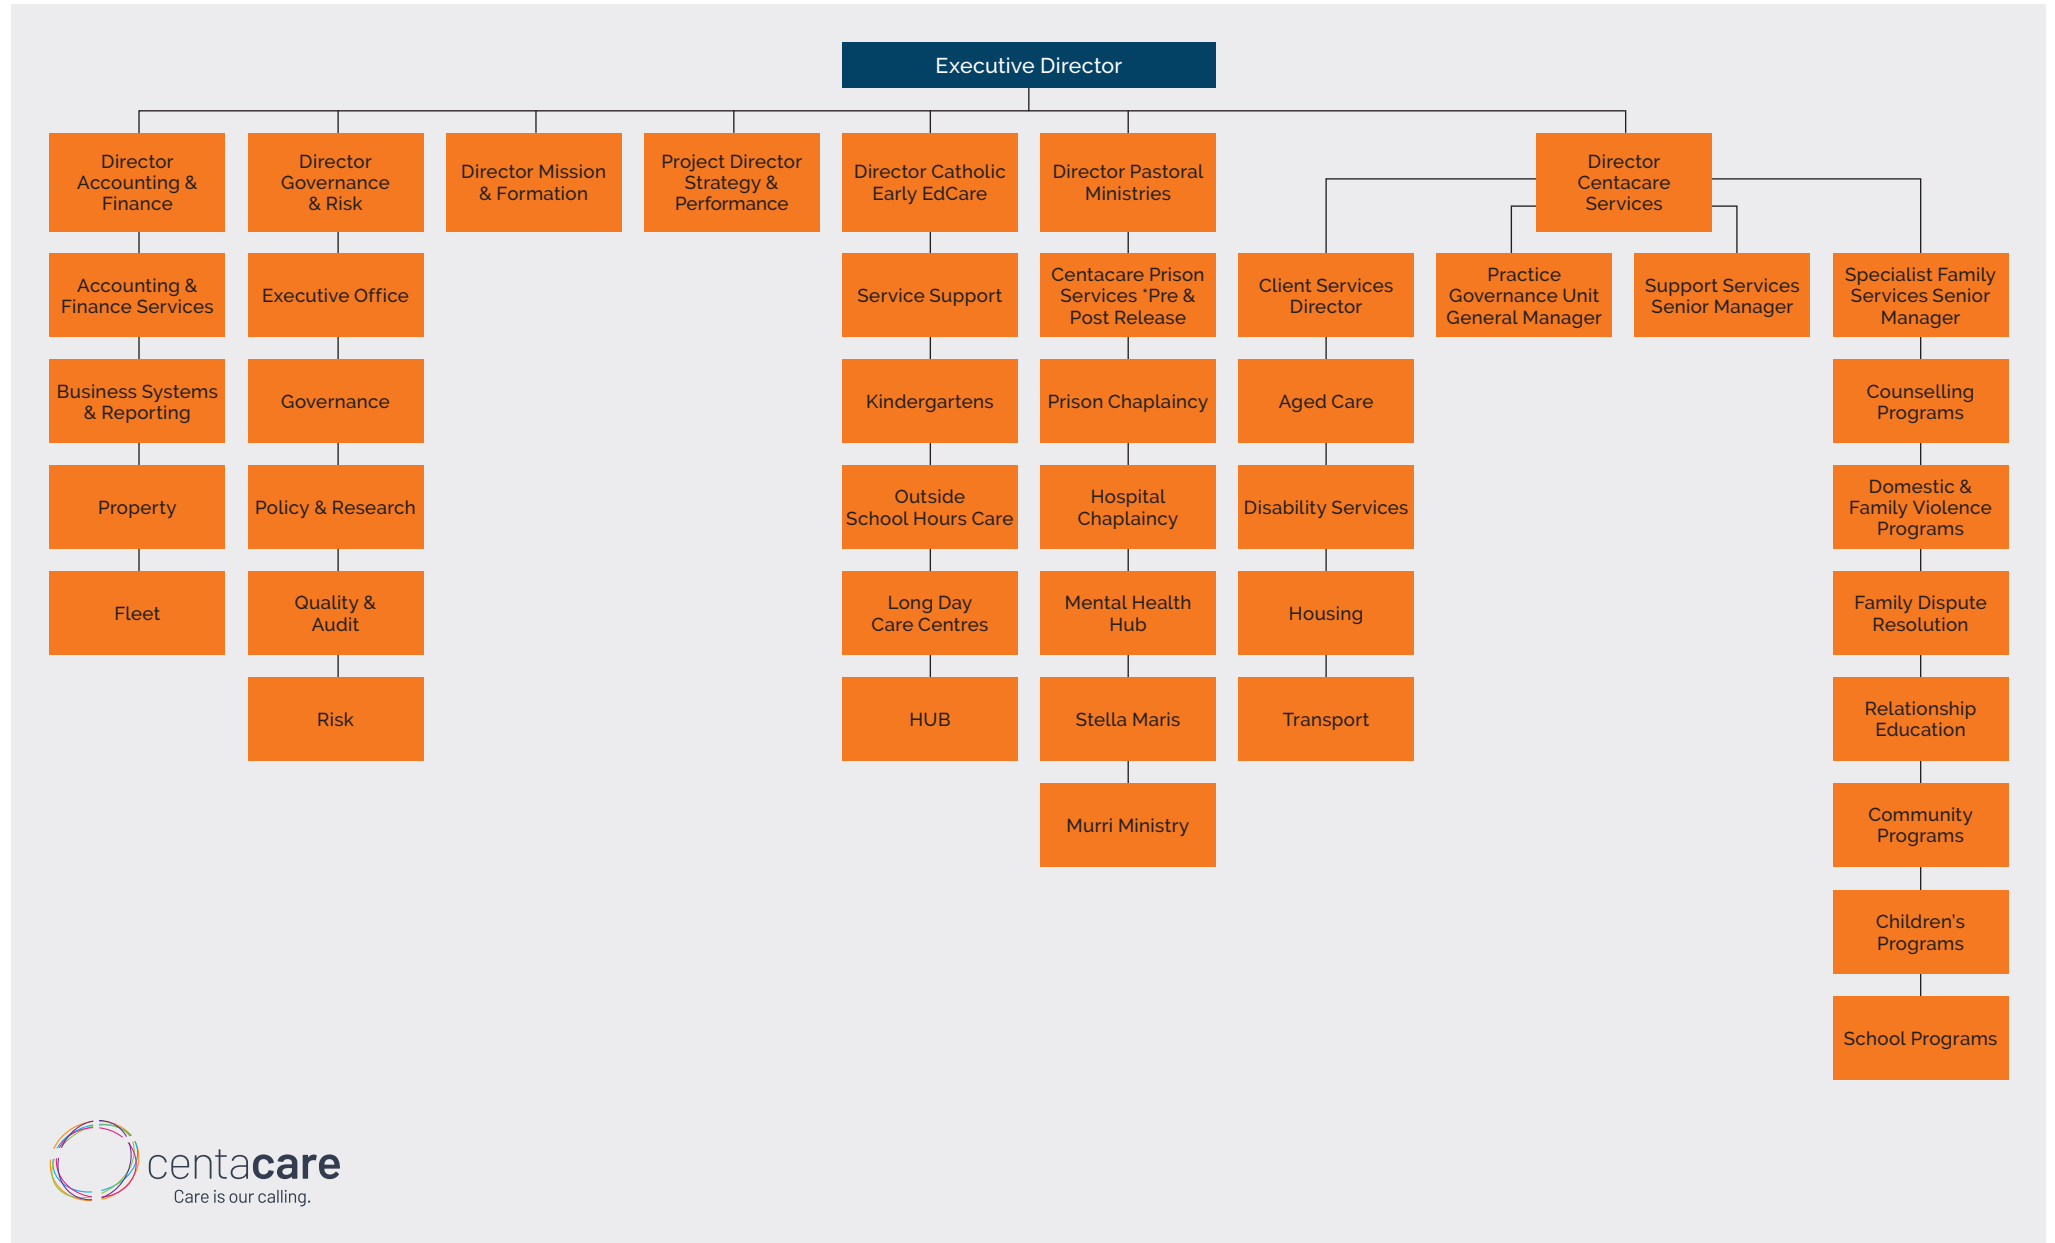 Executive Director
Director
Accounting &
Finance
Director
Governance
& Risk
Director Mission
& Formation
Project Director
Strategy &
Performance
Director Catholic
Early EdCare
Director Pastoral
Ministries
Director
Centacare
Services
Accounting &
Finance Services
Executive Office
Service Support
Centacare Prison
Services *Pre &
Post Release
Client Services
Director
Practice
Governance Unit
General Manager
Support Services
Senior Manager
Specialist Family
Services Senior
Manager
Business Systems
& Reporting
Governance
Kindergartens
Prison Chaplaincy
Aged Care
Counselling
Programs
Property
Policy & Research
Outside
School Hours Care
Hospital
Chaplaincy
Disability Services
Domestic &
Family Violence
Programs
Fleet
Quality &
Audit
Long Day
Care Centres
Mental Health
Hub
Housing
Family Dispute
Resolution
Risk
HUB
Stella Maris
Transport
Relationship
Education
Murri Ministry
Community
Programs
Children's
Programs
School Programs
centacare
Care is our calling.